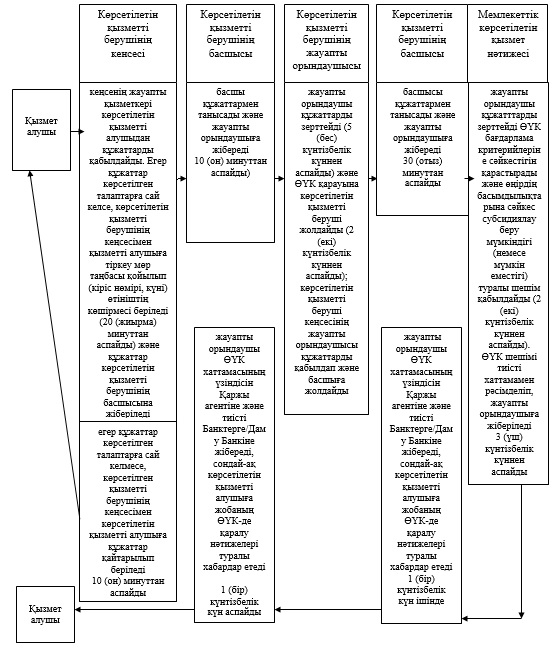 Көрсетілетін
қызметті
берушінің
кеңсесі
Көрсетілетін
қызметті
берушінің
басшысы
Көрсетілетін
қызметті
берушінің
жауапты
орындаушысы
Көрсетілетін
қызметті
берушінің
басшысы
Мемлекеттік
көрсетілетін
қызмет
нәтижесі
Қызмет
алушы
кеңсенің жауапты
қызметкері
көрсетілетін
қызметті
алушыдан
құжаттарды
қабылдайды. Егер
құжаттар
көрсетілген
талаптарға сай
келсе, көрсетілетін
қызметті
берушінің
кеңсесімен
қызметті алушыға
тіркеу мөр
таңбасы қойылып
(кіріс нөмірі, күні)
өтініштің
көшірмесі беріледі
(20 (жиырма)
минуттан
аспайды) және
құжаттар
көрсетілетін
қызметті
берушінің
басшысына
жіберіледі
егер құжаттар
көрсетілген
талаптарға сай
келмесе,
көрсетілген
қызметті
берушінің
кеңсесімен
көрсетілетін
қызметті алушыға
құжаттар
қайтарылып
беріледі
10 (он) минуттан
аспайды
басшы
құжаттармен
танысады және
жауапты
орындаушыға
жібереді
10 (он) минуттан
аспайды)
жауапты
орындаушы
құжаттарды
зерттейді (5
(бес)
күнтізбелік
күннен
аспайды) және
ӨҮК қарауына
көрсетілетін
қызметті
беруші
жолдайды (2
(екі)
күнтізбелік
күннен
аспайды);
көрсетілетін
қызметті
беруші
кеңсесінің
жауапты
орындаушысы
құжаттарды
қабылдап және
басшыға
жолдайды
басшысы
құжаттармен
танысады және
жауапты
орындаушыға
жібереді
30 (отыз)
минуттан
аспайды
жауапты
орындаушы
құжатттарды
зерттейді ӨҮК
бағдарлама
критерийлерін
е сәйкестігін
қарастырады
және өңірдің
басымдылықта
рына сәйкес
субсидиялау
беру
мүмкіндігі
(немесе
мүмкін
еместігі)
туралы шешім
қабылдайды (2
(екі)
күнтізбелік
күннен
аспайды).
ӨҮК шешімі
тиісті
хаттамамен
рәсімделіп,
жауапты
орындаушыға
жіберіледі
3 (үш)
күнтізбелік
күннен
аспайды
жауапты
орындаушы
ӨҮК
хаттамасының
үзіндісін
Қаржы
агентіне және
тиісті
Банктерге/Дам
у Банкіне
жібереді,
сондай-ақ
көрсетілетін
қызметті
алушыға
жобаның
ӨҮК-де
қаралу
нәтижелері
туралы
хабардар етеді
1 (бір)
күнтізбелік
күн аспайды
жауапты
орындаушы
ӨҮК
хаттамасының
үзіндісін
Қаржы
агентіне және
тиісті
Банктерге/Дам
у Банкіне
жібереді,
сондай-ақ
көрсетілетін
қызметті
алушыға
жобаның
ӨҮК-де
қаралу
нәтижелері
туралы
хабардар етеді
1 (бір)
күнтізбелік
күн ішінде
Қызмет
алушы